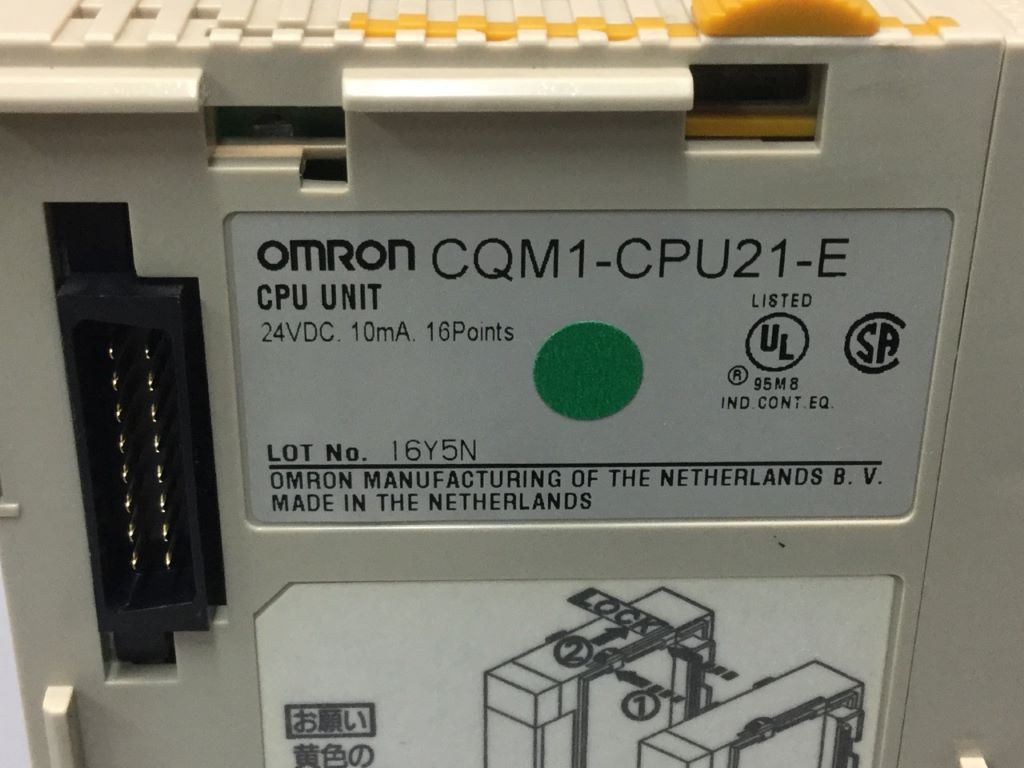 OMRON CQM1-CPU21-E
CPU UNIT
24VDC. 10mA. 16Points
LISTED
UL
®
95M8
IND.CONT.EQ.
SA
LOT No. 16Y5N
OMRON MANUFACTURING OF THE NETHERLANDS B. V.
MADE IN THE NETHERLANDS
LOCK
②
①
お願い
黄色の